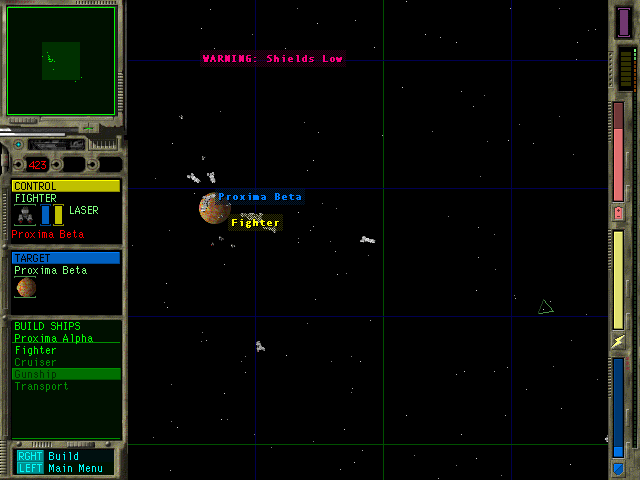 WARNING: Shields Low
423
CONTROL
FIGHTER
LASER
Proxima Beta
TARGET
Proxima Beta
BUILD SHIPS
Proxima Alpha
Fighter
Cruiser
Gunship
Transport
RGHT Build
LEFT Main Menu
Proxima Beta
Fighter